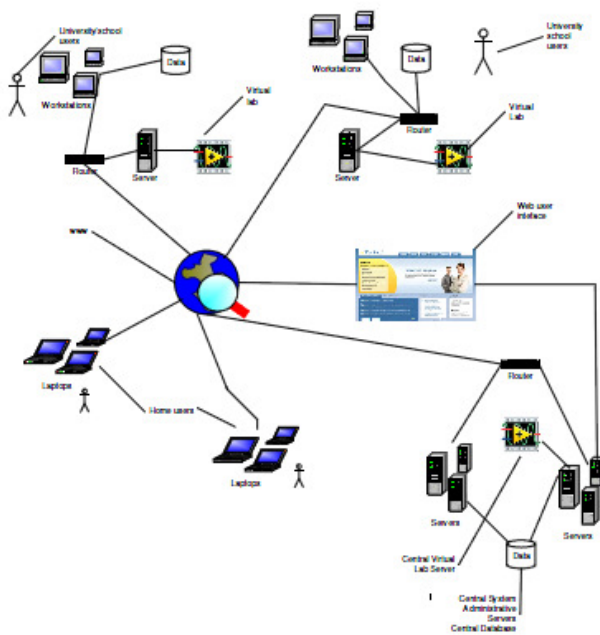 University/school
users
Data
Workstations
Virtual
lab
Router
Server
Data
Workstations
University
school
users
Router
Virtual
Lab
Server
www
Web user
inteface
Laptops
Home users
Laptops
Router
Servers
Servers
Data
Central Virtual
Lab Server
Central System
Administrative
Servers
Central Database